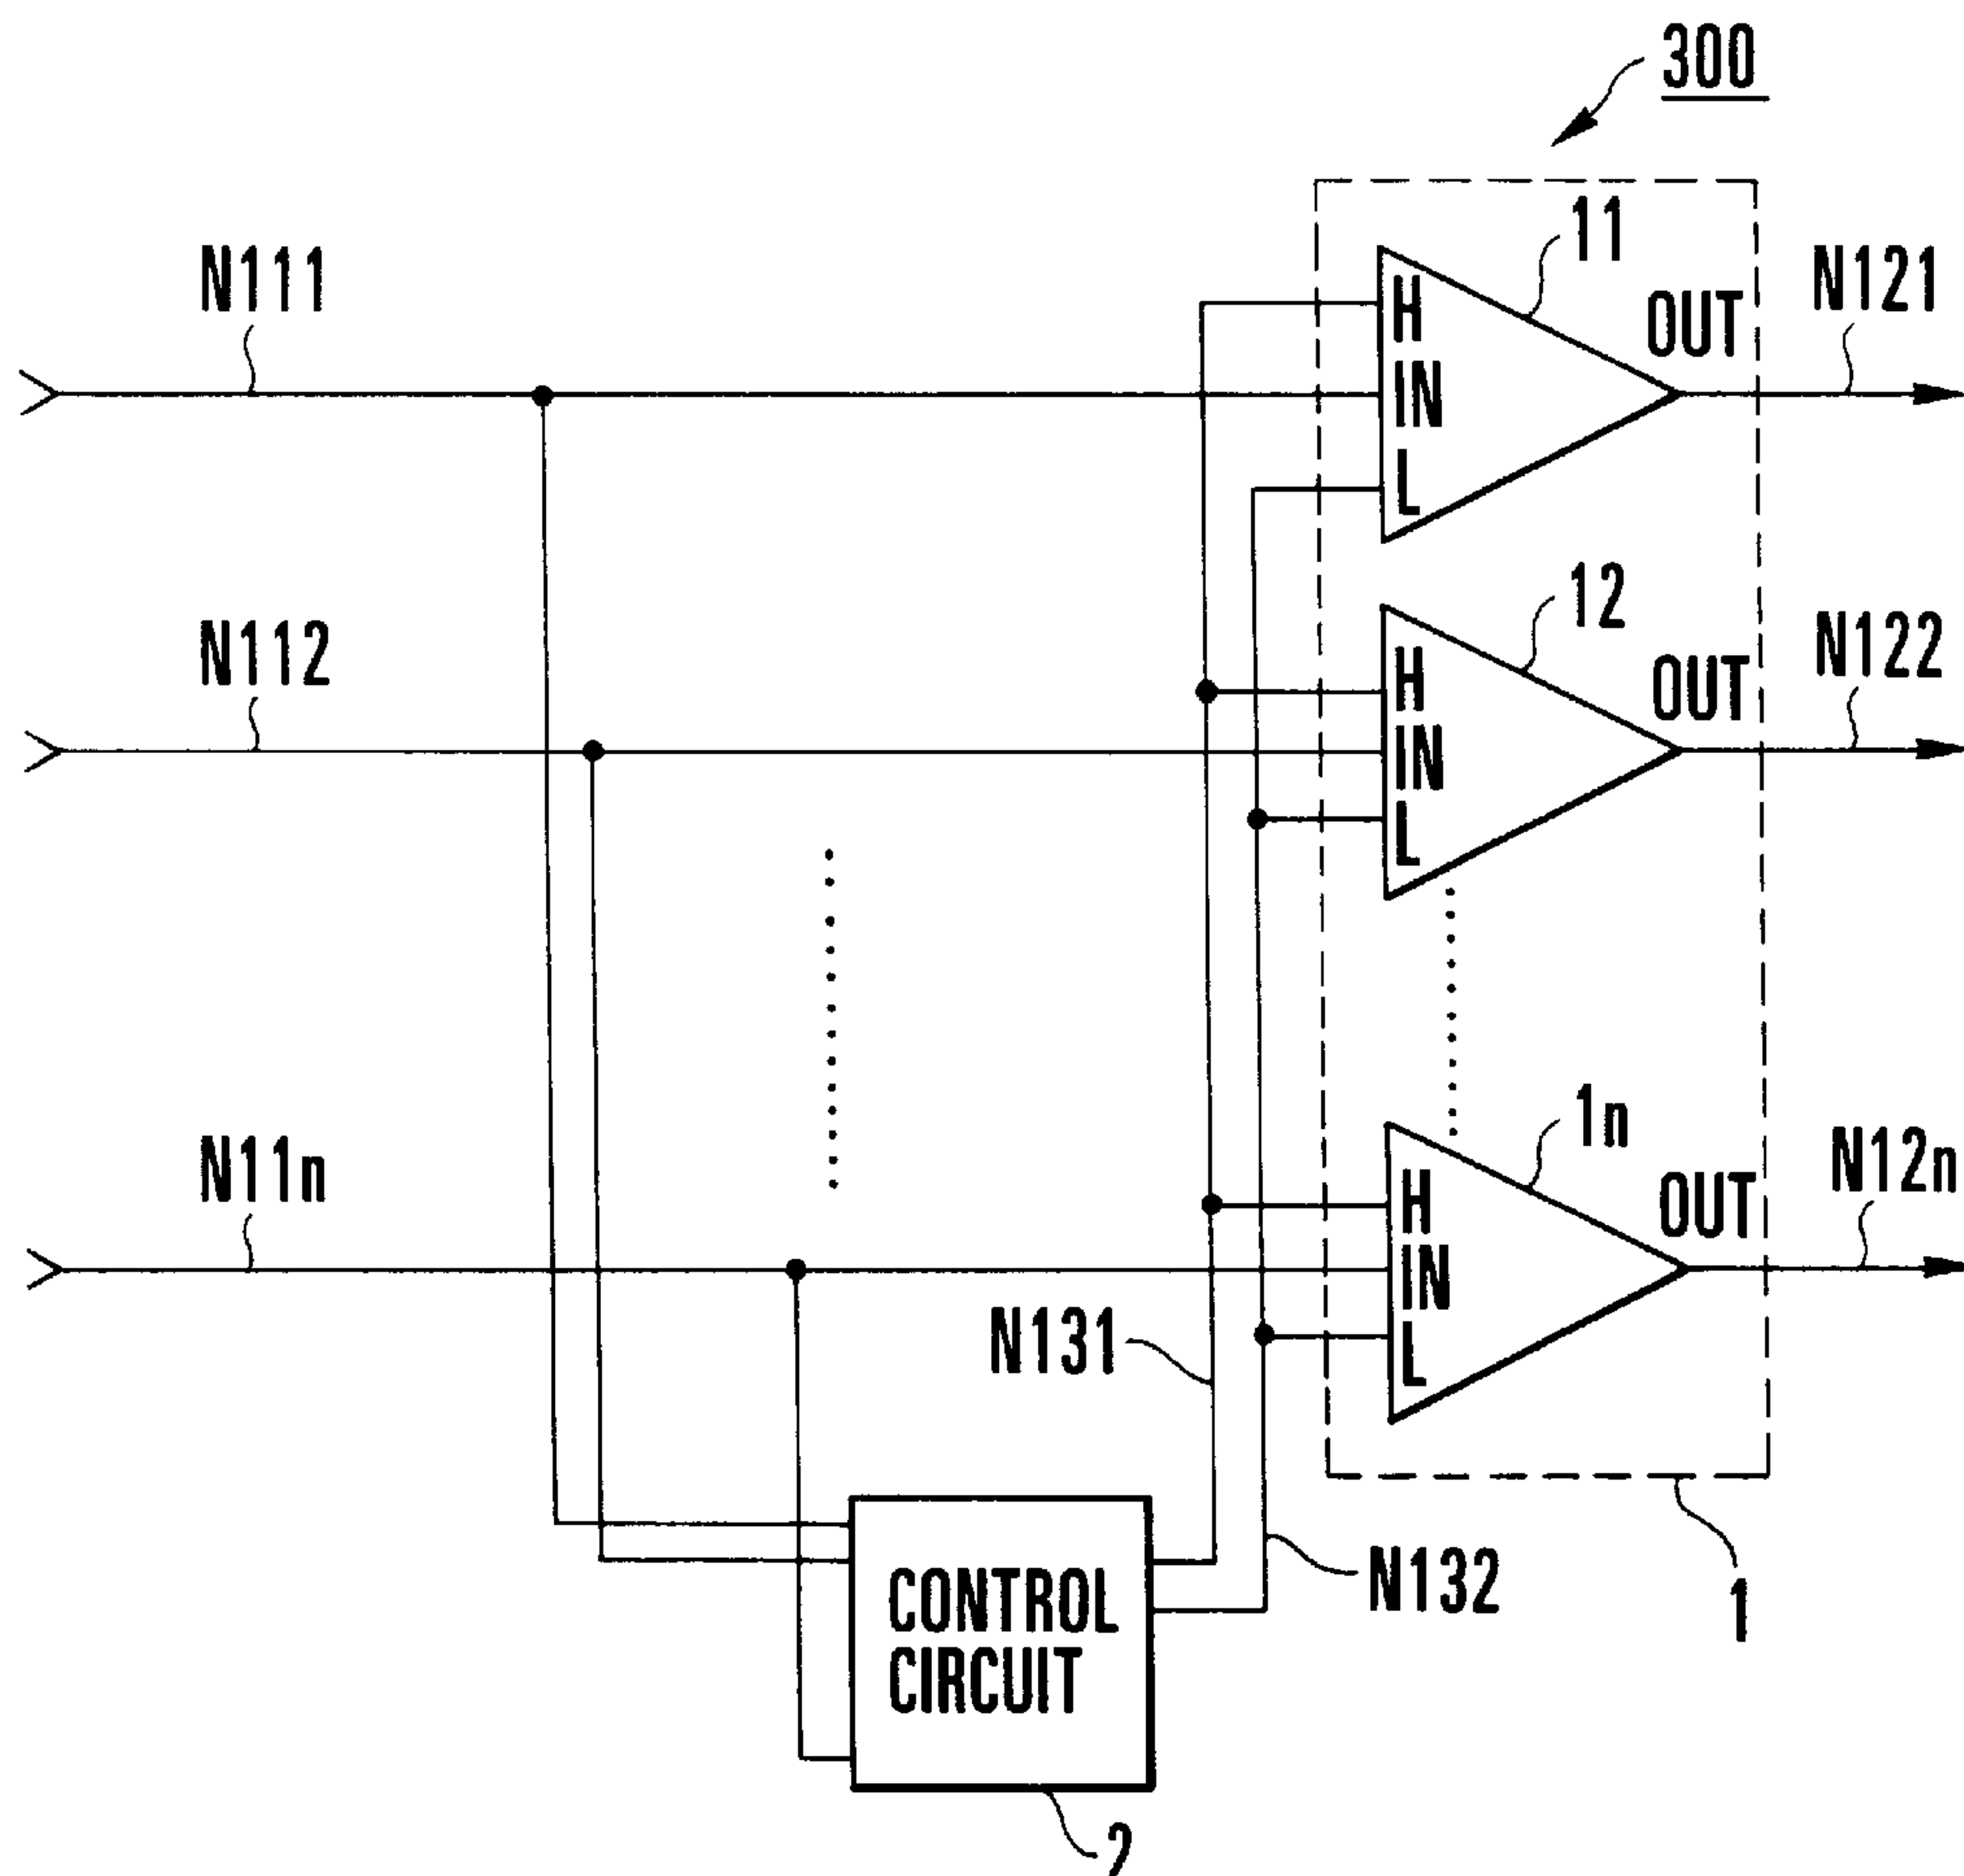 300
11
N111
H
IN
L
OUT
N121
12
N112
H
IN
L
OUT
N122
1n
N11n
H
IN
L
OUT
N12n
N131
N132
CONTROL
CIRCUIT
1
2